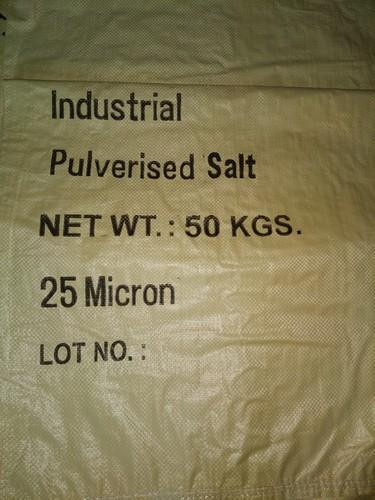 Industrial
Pulverised Salt
NET WT. : 50 KGS.
25 Micron
LOT NO. :